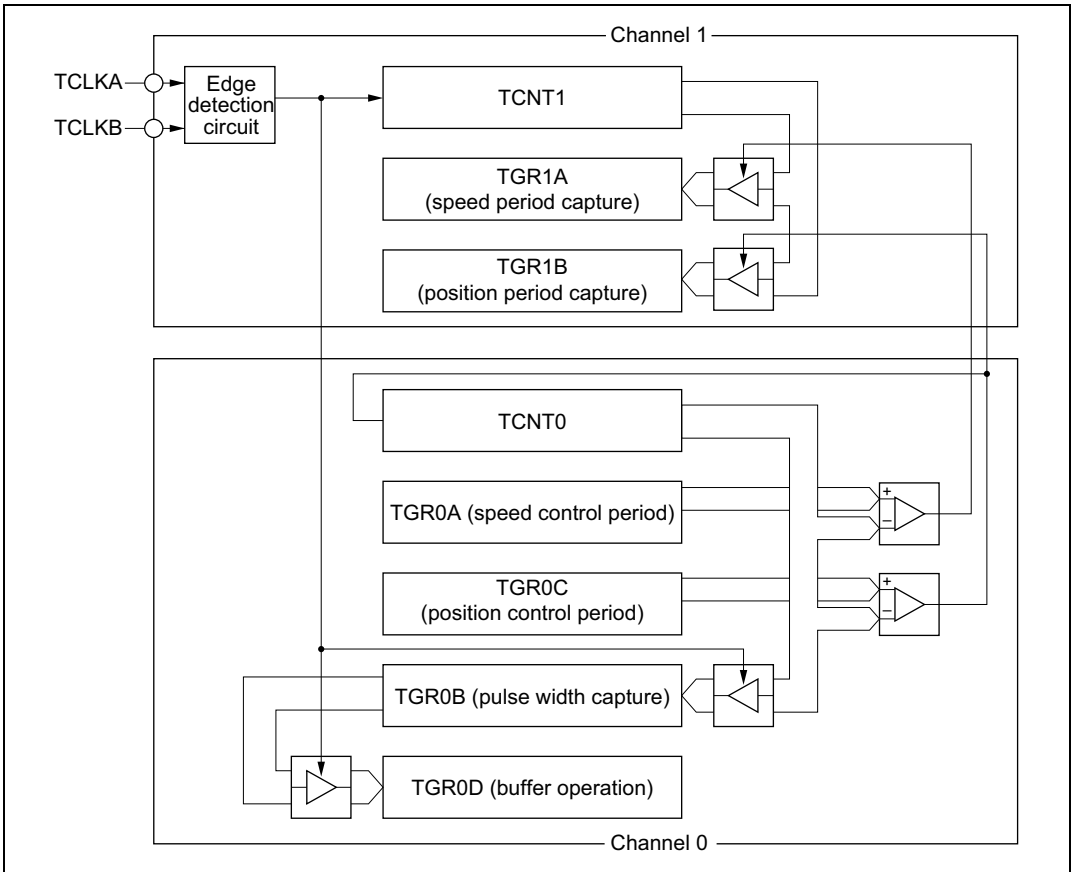 Channel 1
TCLKA
TCLKB
Edge
detection
circuit
TCNT1
TGR1A
(speed period capture)
TGR1B
(position period capture)
TCNT0
TGR0A (speed control period)
+
−
TGR0C
(position control period)
+
−
TGR0B (pulse width capture)
TGR0D (buffer operation)
Channel 0